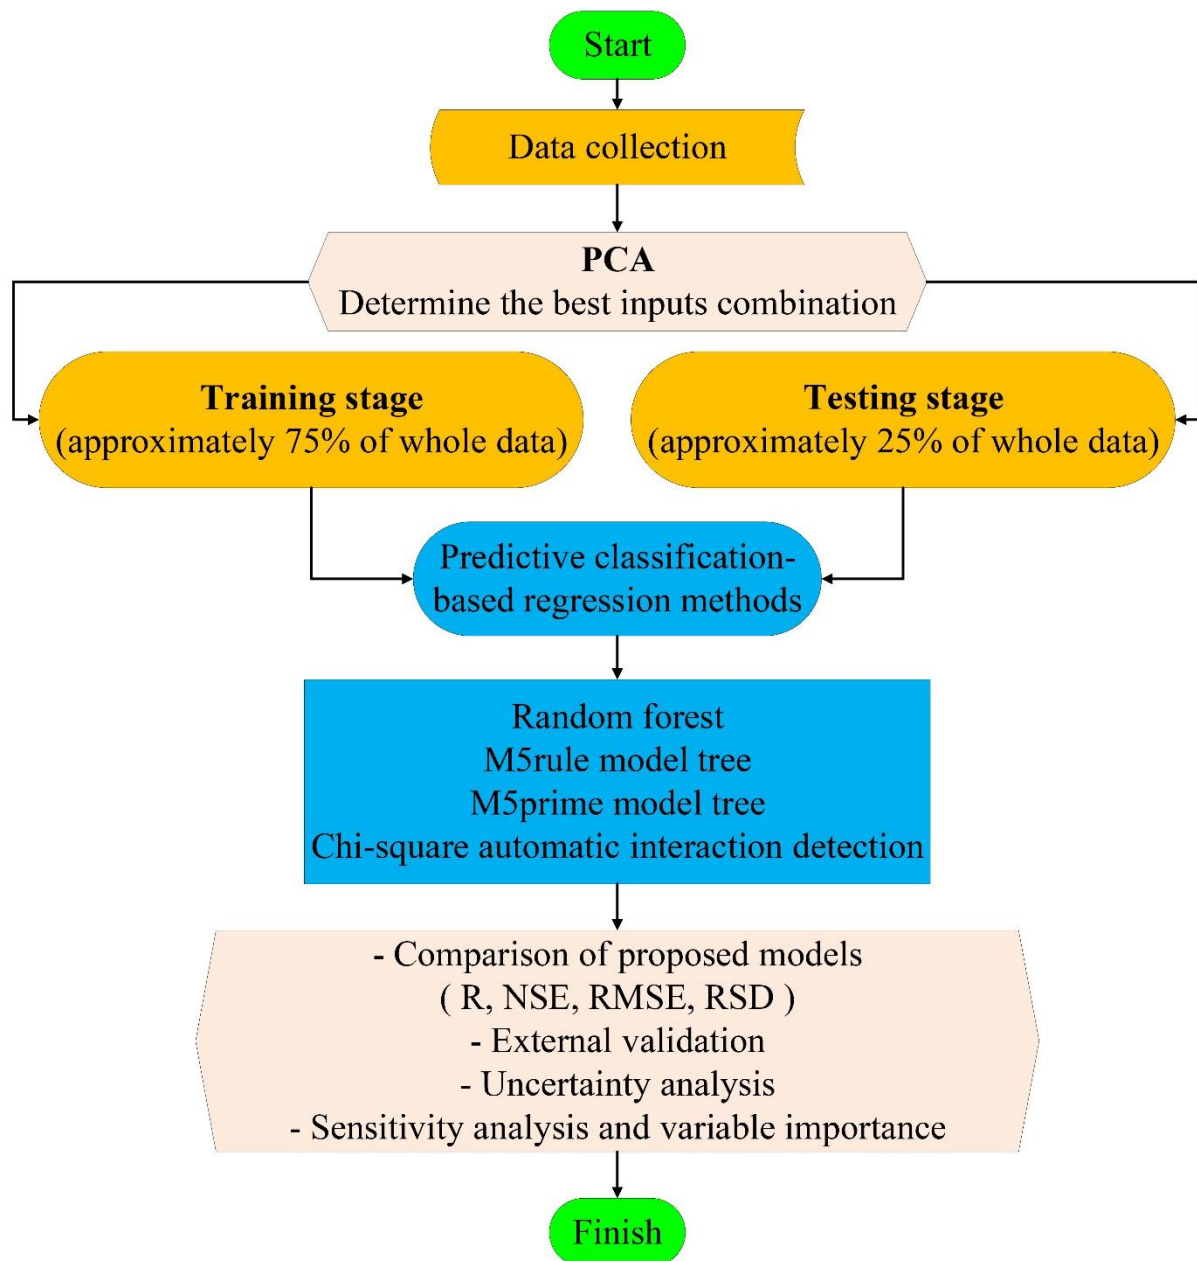 Start
Data collection
PCA
Determine the best inputs combination
Training stage
(approximately 75% of whole data)
Testing stage
(approximately 25% of whole data)
Predictive classification-
based regression methods
Random forest
M5rule model tree
M5prime model tree
Chi-square automatic interaction detection
- Comparison of proposed models
( R, NSE, RMSE, RSD )
- External validation
- Uncertainty analysis
- Sensitivity analysis and variable importance
Finish